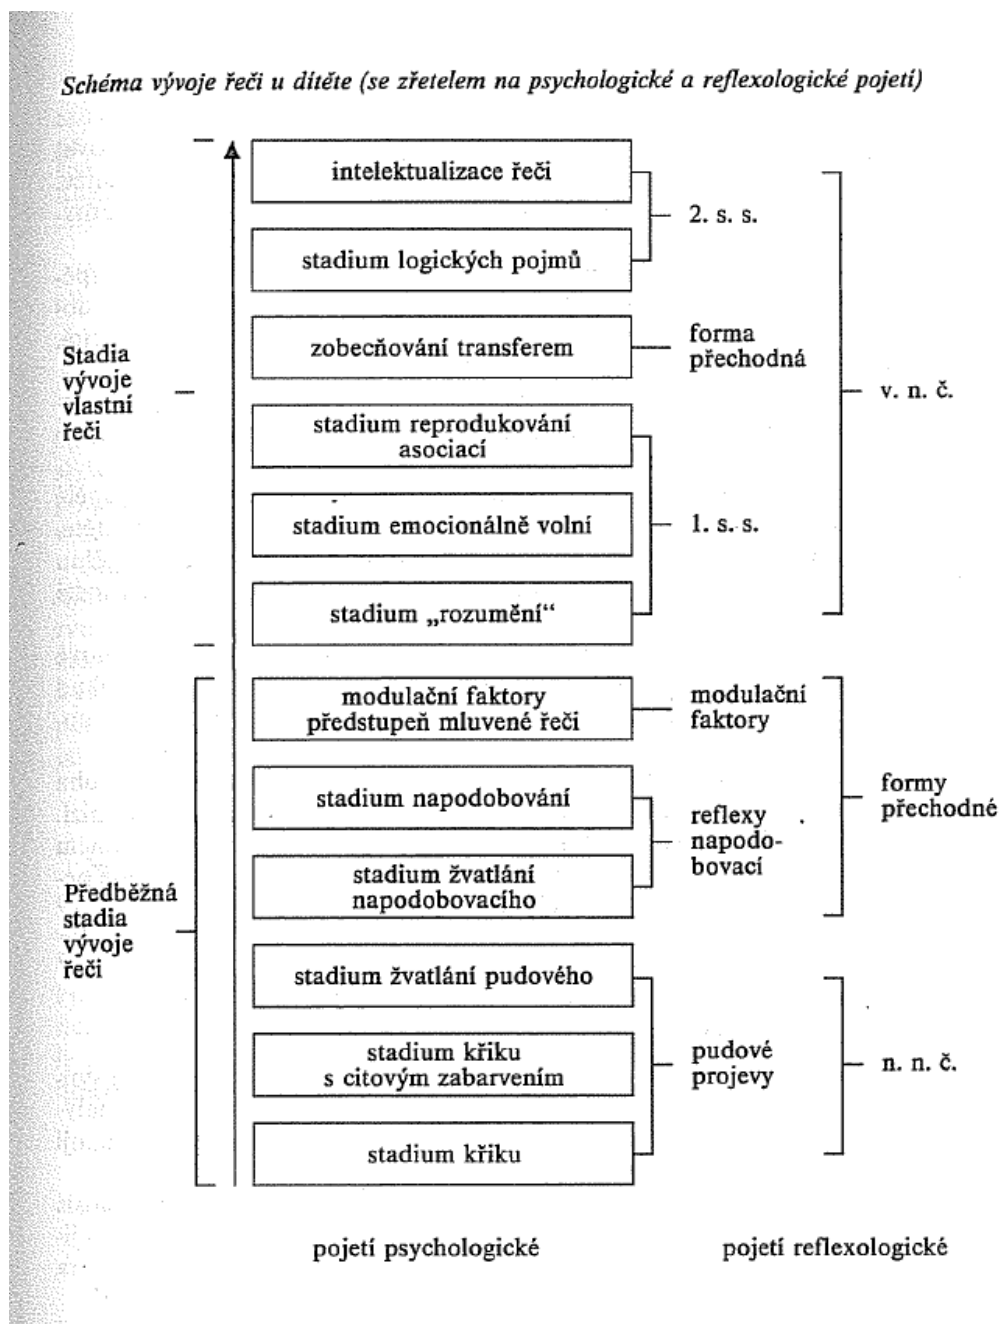 Schéma vývoje řeči u dítěte (se zřetelem na psychologické a reflexologické pojetí)
intelektualizace řeči
2. s. s.
stadium logických pojmů
zobecňování transferem
forma
přechodná
Stadia
vývoje
vlastní
řeči
v. n. č.
stadium reprodukování
asociací
stadium emocionálně volní
1. s. s.
stadium „rozumění“
modulační faktory
předstupeň mluvené řeči
modulační
faktory
stadium napodobování
formy
přechodné
reflexy
napodo-
bovací
stadium žvatlání
napodobovacího
Předběžná
stadia
vývoje
řeči
stadium žvatlání pudového
stadium křiku
s citovým zabarvením
pudové
projevy
n. n. č.
stadium křiku
pojetí psychologické
pojetí reflexologické